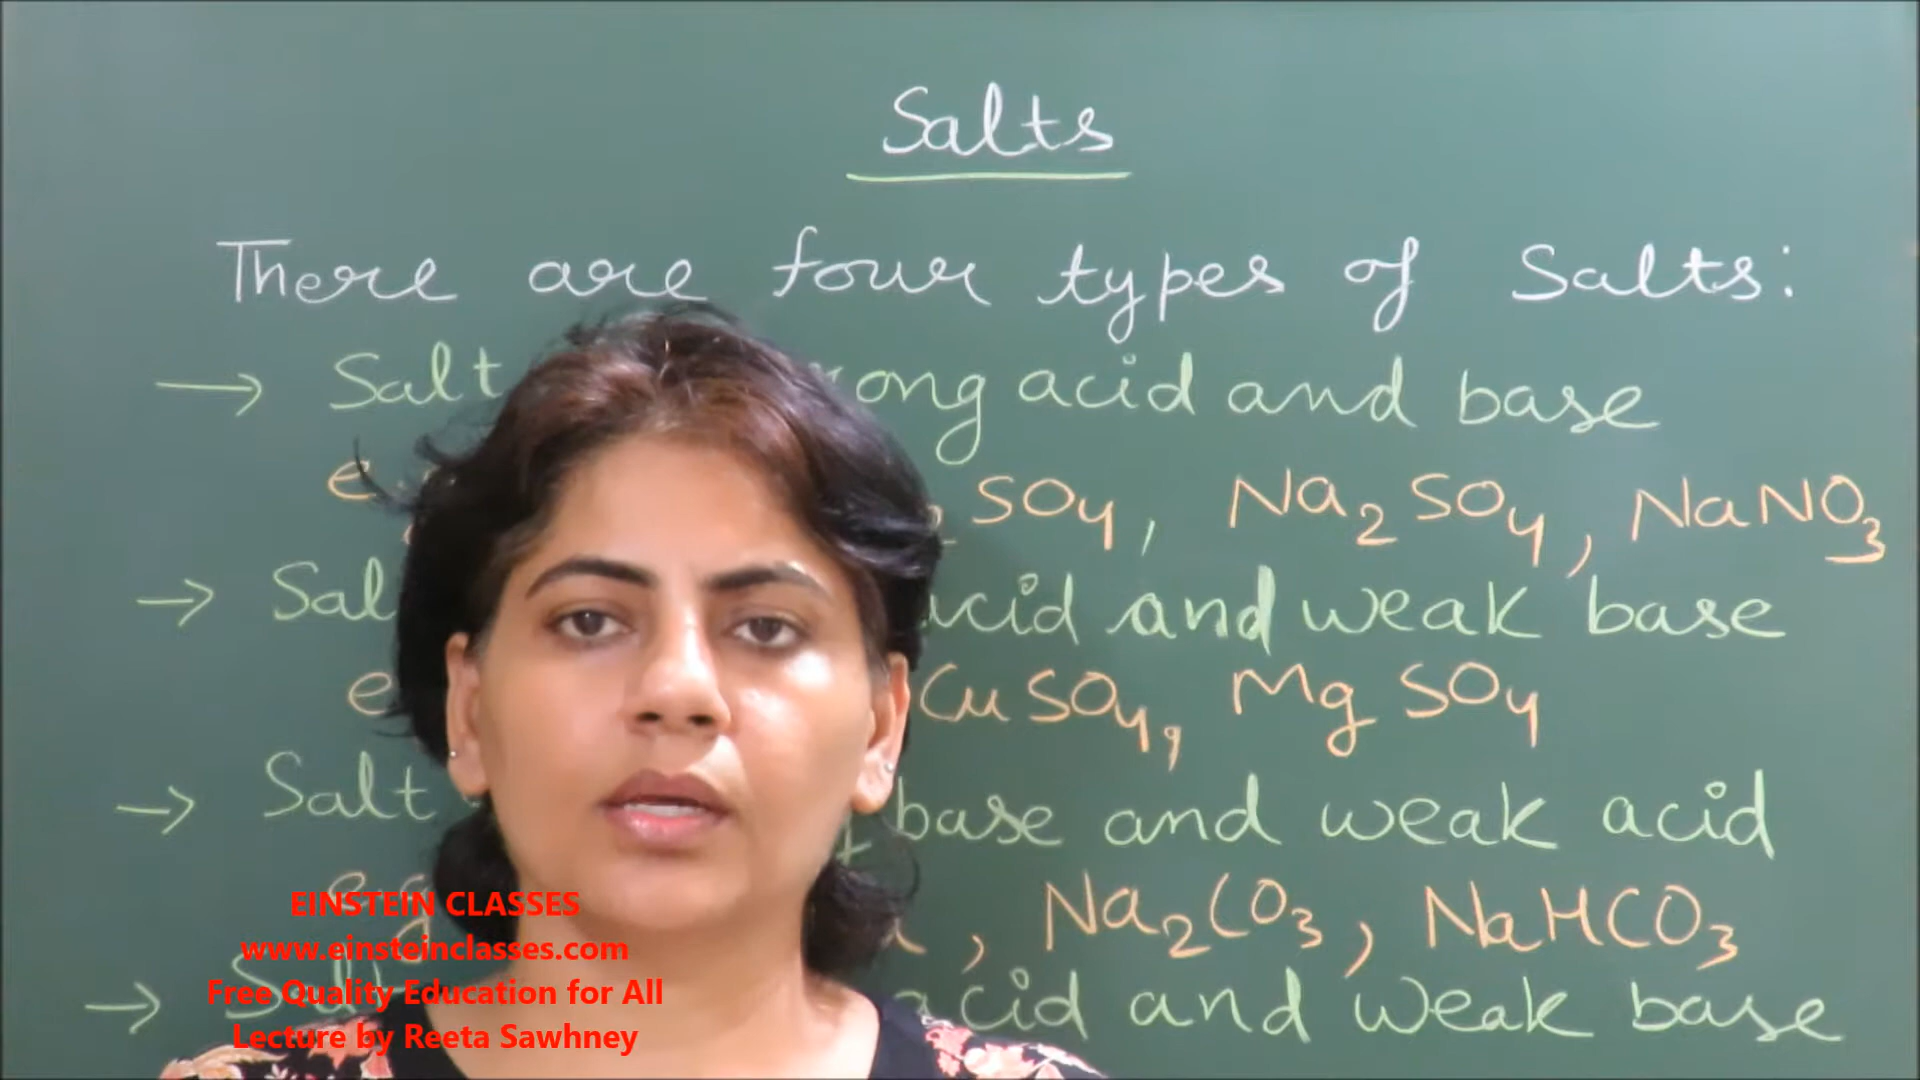 Salts
There are four types of Salts:
→ Salt ong acid and base
e. SO4, Na2SO4, NaNO3
→ Sal acid and weak base
e CuSO4, MgSO4
→ Salt base and weak acid
e.g , Na2CO3, NaHCO3
→ Salt acid and weak base
EINSTEIN CLASSES
www.einsteinclasses.com
Free Quality Education for All
Lecture by Reeta Sawhney